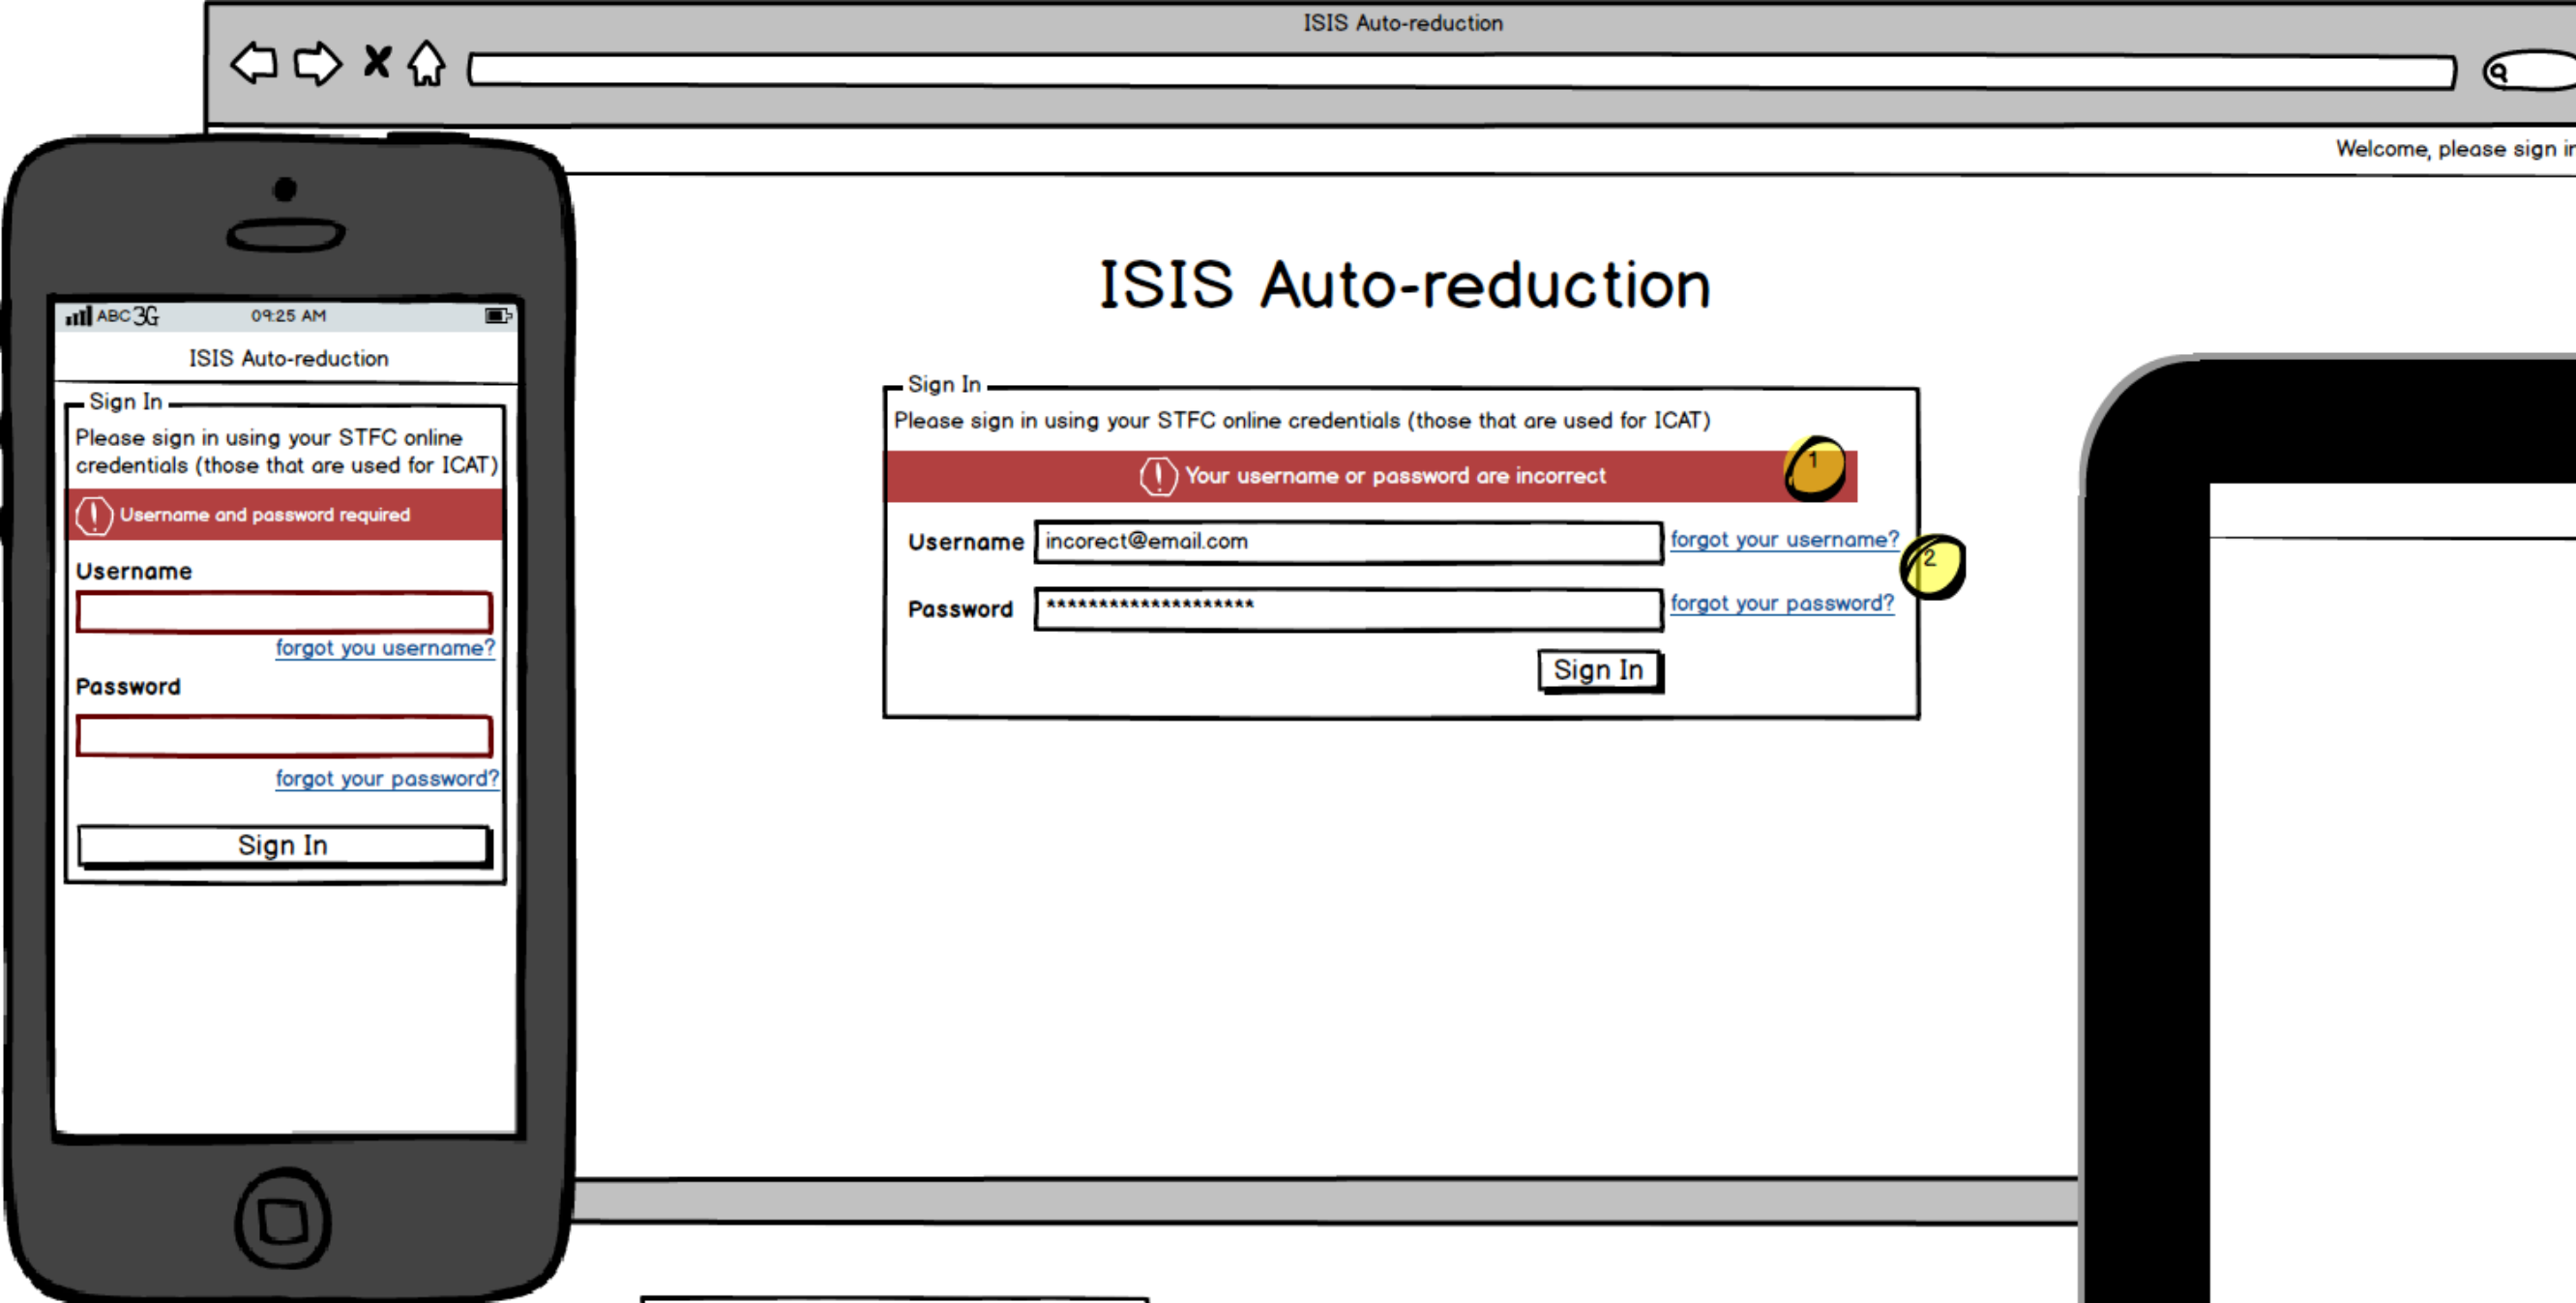 ISIS Auto-reduction
Welcome, please sign in
ISIS Auto-reduction
Sign In
Please sign in using your STFC online credentials (those that are used for ICAT)
1
Your username or password are incorrect
Username incorect@email.com forgot your username?
2
Password ******************** forgot your password?
Sign In
ABC 3G 09:25 AM
ISIS Auto-reduction
Sign In
Please sign in using your STFC online
credentials (those that are used for ICAT)
Username and password required
Username
forgot you username?
Password
forgot your password?
Sign In